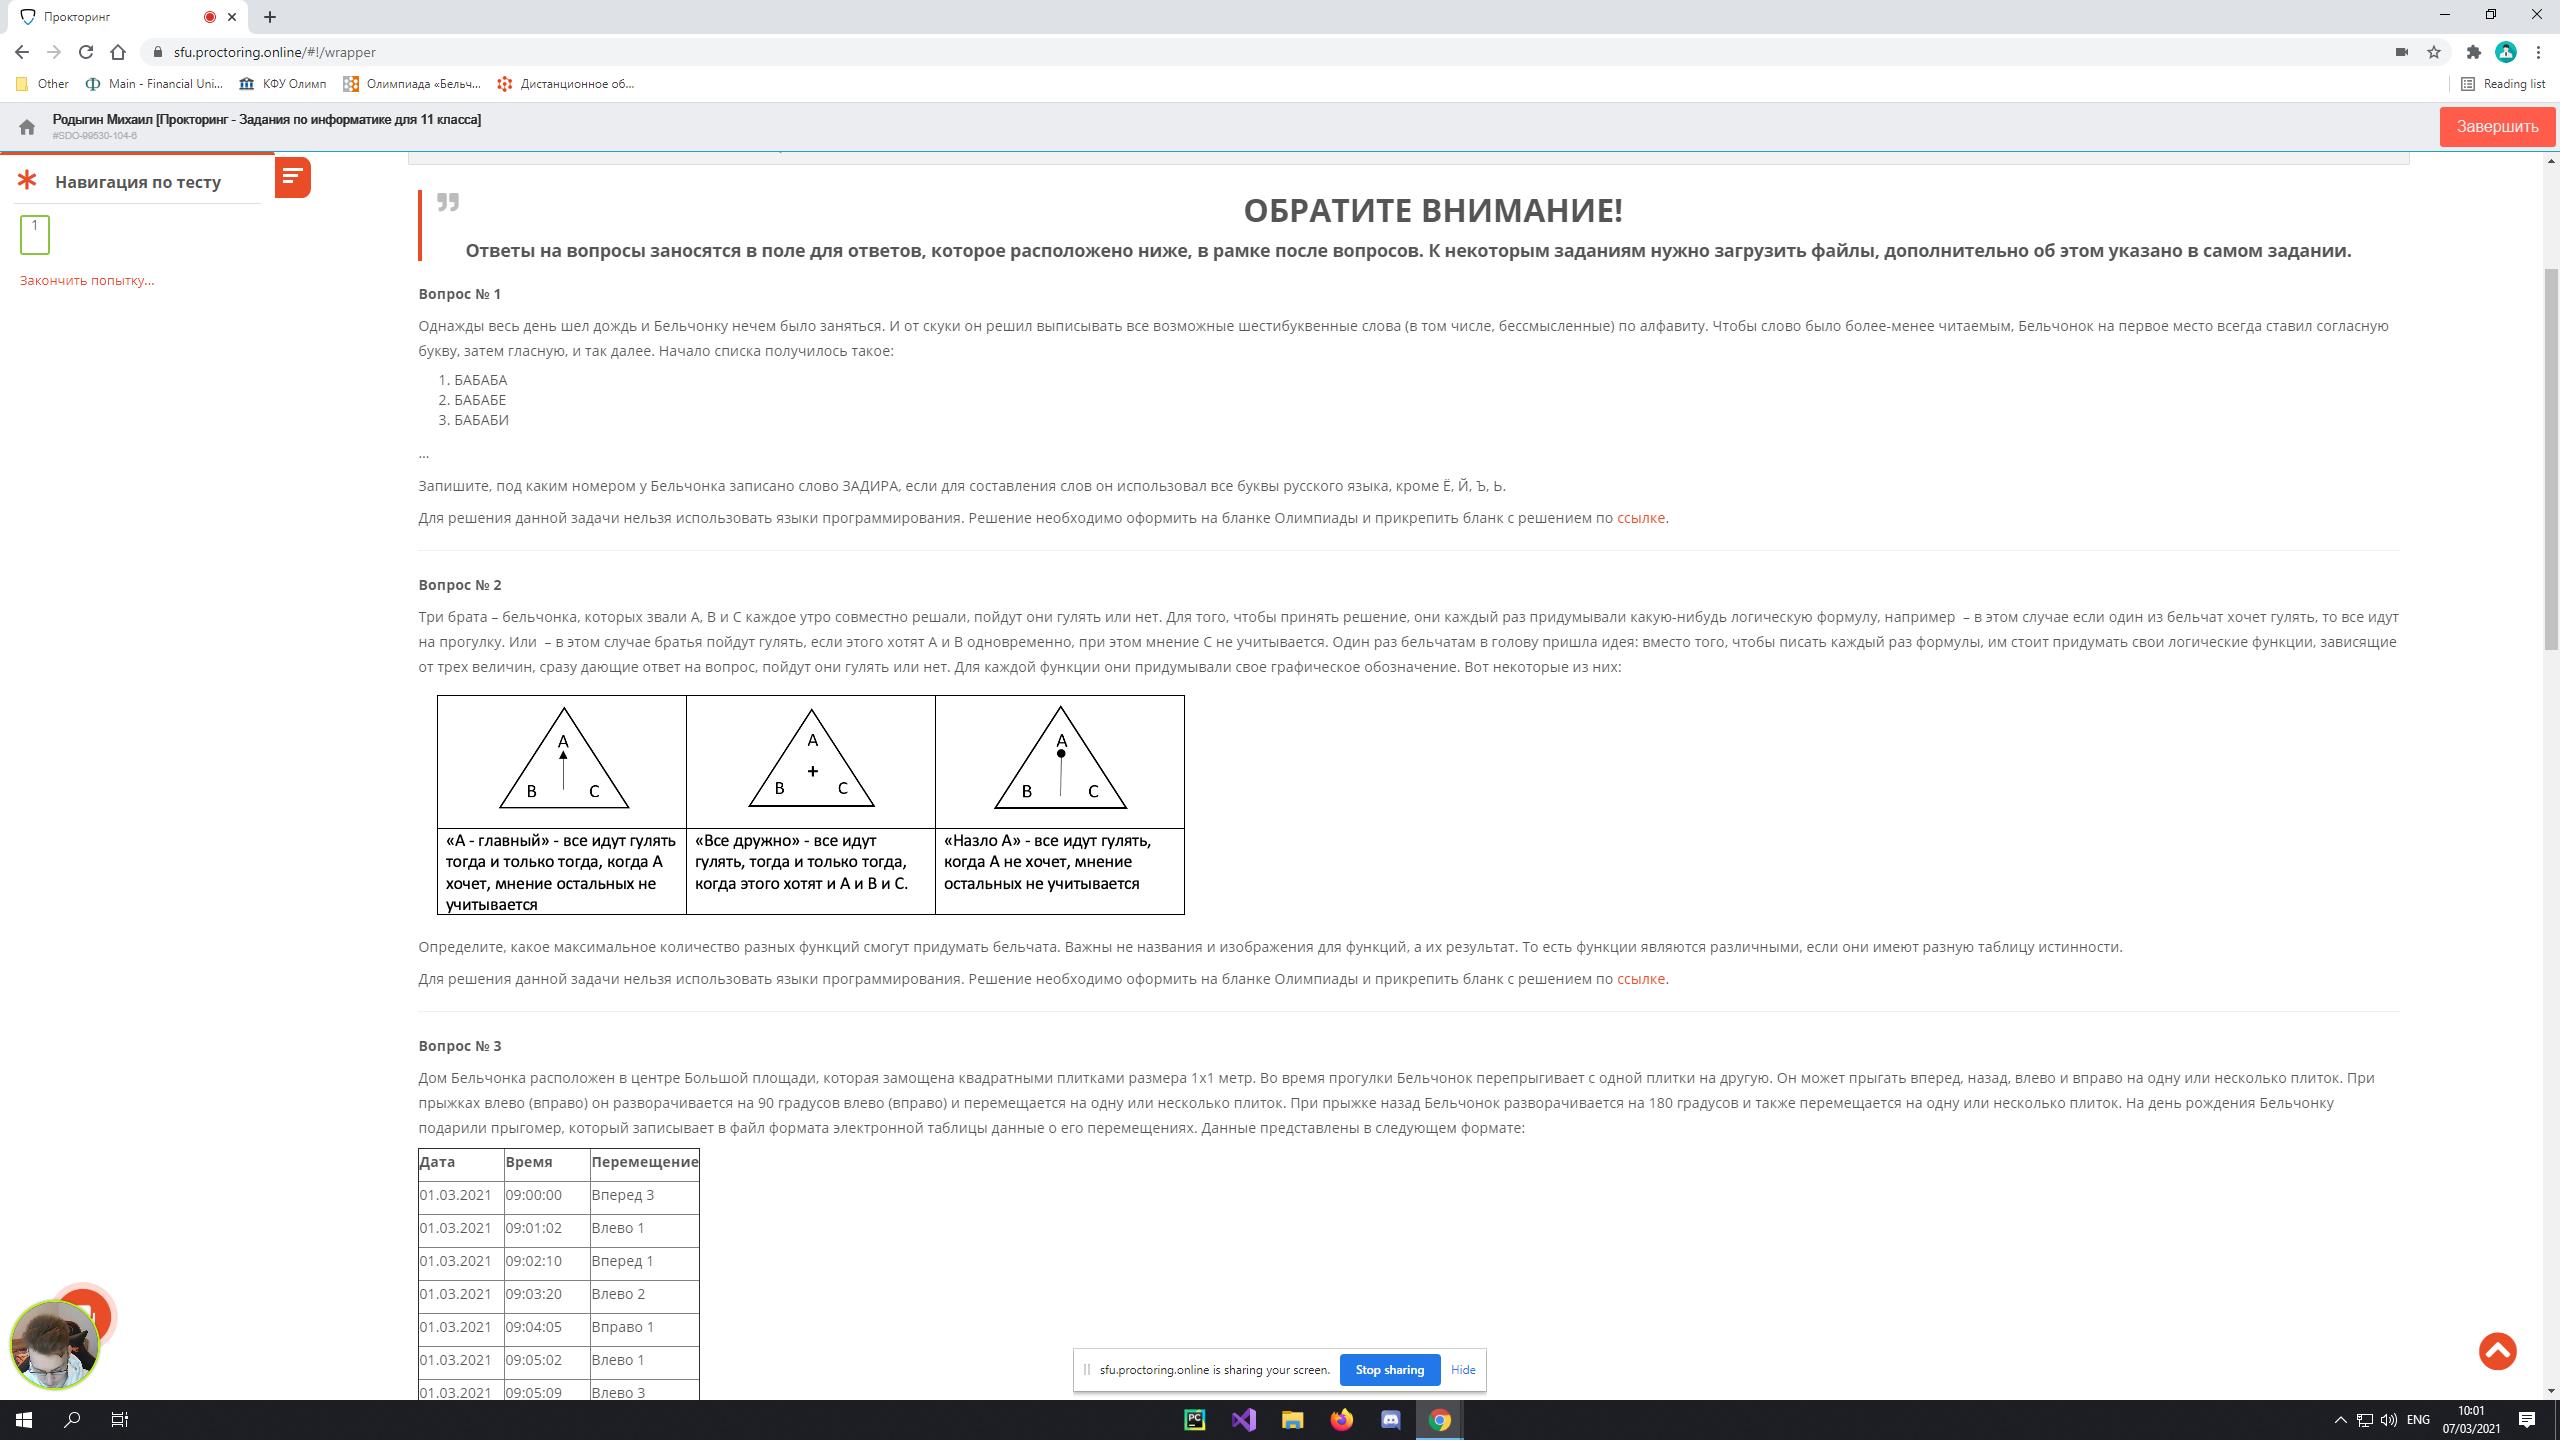 Прокторинг
sfu.proctoring.online/#!/wrapper
Other
Main - Financial Uni...
КФУ Олимп
Олимпиада «Бельч...
Дистанционное об...
Reading list
Родыгин Михаил [Прокторинг - Задания по информатике для 11 класса]
#SDO-99530-104-6
Завершить
Навигация по тесту
1
Закончить попытку...
ОБРАТИТЕ ВНИМАНИЕ!
Ответы на вопросы заносятся в поле для ответов, которое расположено ниже, в рамке после вопросов. К некоторым заданиям нужно загрузить файлы, дополнительно об этом указано в самом задании.
Вопрос № 1
Однажды весь день шел дождь и Бельчонку нечем было заняться. И от скуки он решил выписывать все возможные шестибуквенные слова (в том числе, бессмысленные) по алфавиту. Чтобы слово было более-менее читаемым, Бельчонок на первое место всегда ставил согласную
букву, затем гласную, и так далее. Начало списка получилось такое:
1. БАБАБА
2. БАБАБЕ
3. БАБАБИ
...
Запишите, под каким номером у Бельчонка записано слово ЗАДИРА, если для составления слов он использовал все буквы русского языка, кроме Ё, Й, Ъ, Ь.
Для решения данной задачи нельзя использовать языки программирования. Решение необходимо оформить на бланке Олимпиады и прикрепить бланк с решением по ссылке.
Вопрос № 2
Три брата – бельчонка, которых звали А, В и С каждое утро совместно решали, пойдут они гулять или нет. Для того, чтобы принять решение, они каждый раз придумывали какую-нибудь логическую формулу, например – в этом случае если один из бельчат хочет гулять, то все идут
на прогулку. Или – в этом случае братья пойдут гулять, если этого хотят А и В одновременно, при этом мнение С не учитывается. Один раз бельчатам в голову пришла идея: вместо того, чтобы писать каждый раз формулы, им стоит придумать свои логические функции, зависящие
от трех величин, сразу дающие ответ на вопрос, пойдут они гулять или нет. Для каждой функции они придумывали свое графическое обозначение. Вот некоторые из них:
A
B C
A
+
B C
A
B C
«А - главный» - все идут гулять
тогда и только тогда, когда А
хочет, мнение остальных не
учитывается
«Все дружно» - все идут
гулять, тогда и только тогда,
когда этого хотят и А и В и С.
«Назло А» - все идут гулять,
когда А не хочет, мнение
остальных не учитывается
Определите, какое максимальное количество разных функций смогут придумать бельчата. Важны не названия и изображения для функций, а их результат. То есть функции являются различными, если они имеют разную таблицу истинности.
Для решения данной задачи нельзя использовать языки программирования. Решение необходимо оформить на бланке Олимпиады и прикрепить бланк с решением по ссылке.
Вопрос № 3
Дом Бельчонка расположен в центре Большой площади, которая замощена квадратными плитками размера 1x1 метр. Во время прогулки Бельчонок перепрыгивает с одной плитки на другую. Он может прыгать вперед, назад, влево и вправо на одну или несколько плиток. При
прыжках влево (вправо) он разворачивается на 90 градусов влево (вправо) и перемещается на одну или несколько плиток. При прыжке назад Бельчонок разворачивается на 180 градусов и также перемещается на одну или несколько плиток. На день рождения Бельчонку
подарили прыгомер, который записывает в файл формата электронной таблицы данные о его перемещениях. Данные представлены в следующем формате:
Дата Время Перемещение
01.03.2021 09:00:00 Вперед 3
01.03.2021 09:01:02 Влево 1
01.03.2021 09:02:10 Вперед 1
01.03.2021 09:03:20 Влево 2
01.03.2021 09:04:05 Вправо 1
01.03.2021 09:05:02 Влево 1
01.03.2021 09:05:09 Влево 3
sfu.proctoring.online is sharing your screen.
Stop sharing
Hide
PC
ENG
10:01
07/03/2021